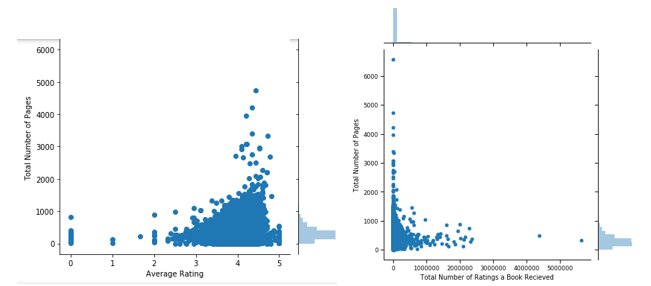 6000
5000
4000
3000
2000
1000
0
Total Number of Pages
0 1 2 3 4 5
Average Rating
6000
5000
4000
3000
2000
1000
0
Total Number of Pages
0 1000000 2000000 3000000 4000000 5000000
Total Number of Ratings a Book Recieved